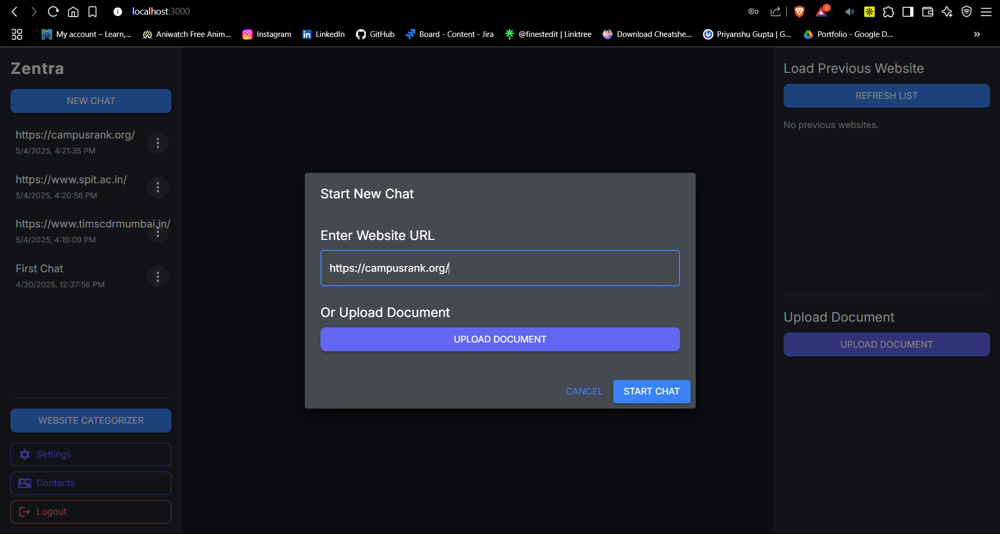 localhost:3000
1
My account – Learn,...
Aniwatch Free Anim...
Instagram
LinkedIn
GitHub
Board - Content - Jira
@finestedit | Linktree
Download Cheatshe...
Priyanshu Gupta | G...
Portfolio - Google D...
Zentra
NEW CHAT
https://campusrank.org/
5/4/2025, 4:21:35 PM
https://www.spit.ac.in/
5/4/2025, 4:20:58 PM
https://www.timscdrmumbai.in/
5/4/2025, 4:19:09 PM
First Chat
4/30/2025, 12:37:56 PM
WEBSITE CATEGORIZER
Settings
Contacts
Logout
Start New Chat
Enter Website URL
https://campusrank.org/
Or Upload Document
UPLOAD DOCUMENT
CANCEL
START CHAT
Load Previous Website
REFRESH LIST
No previous websites.
Upload Document
UPLOAD DOCUMENT